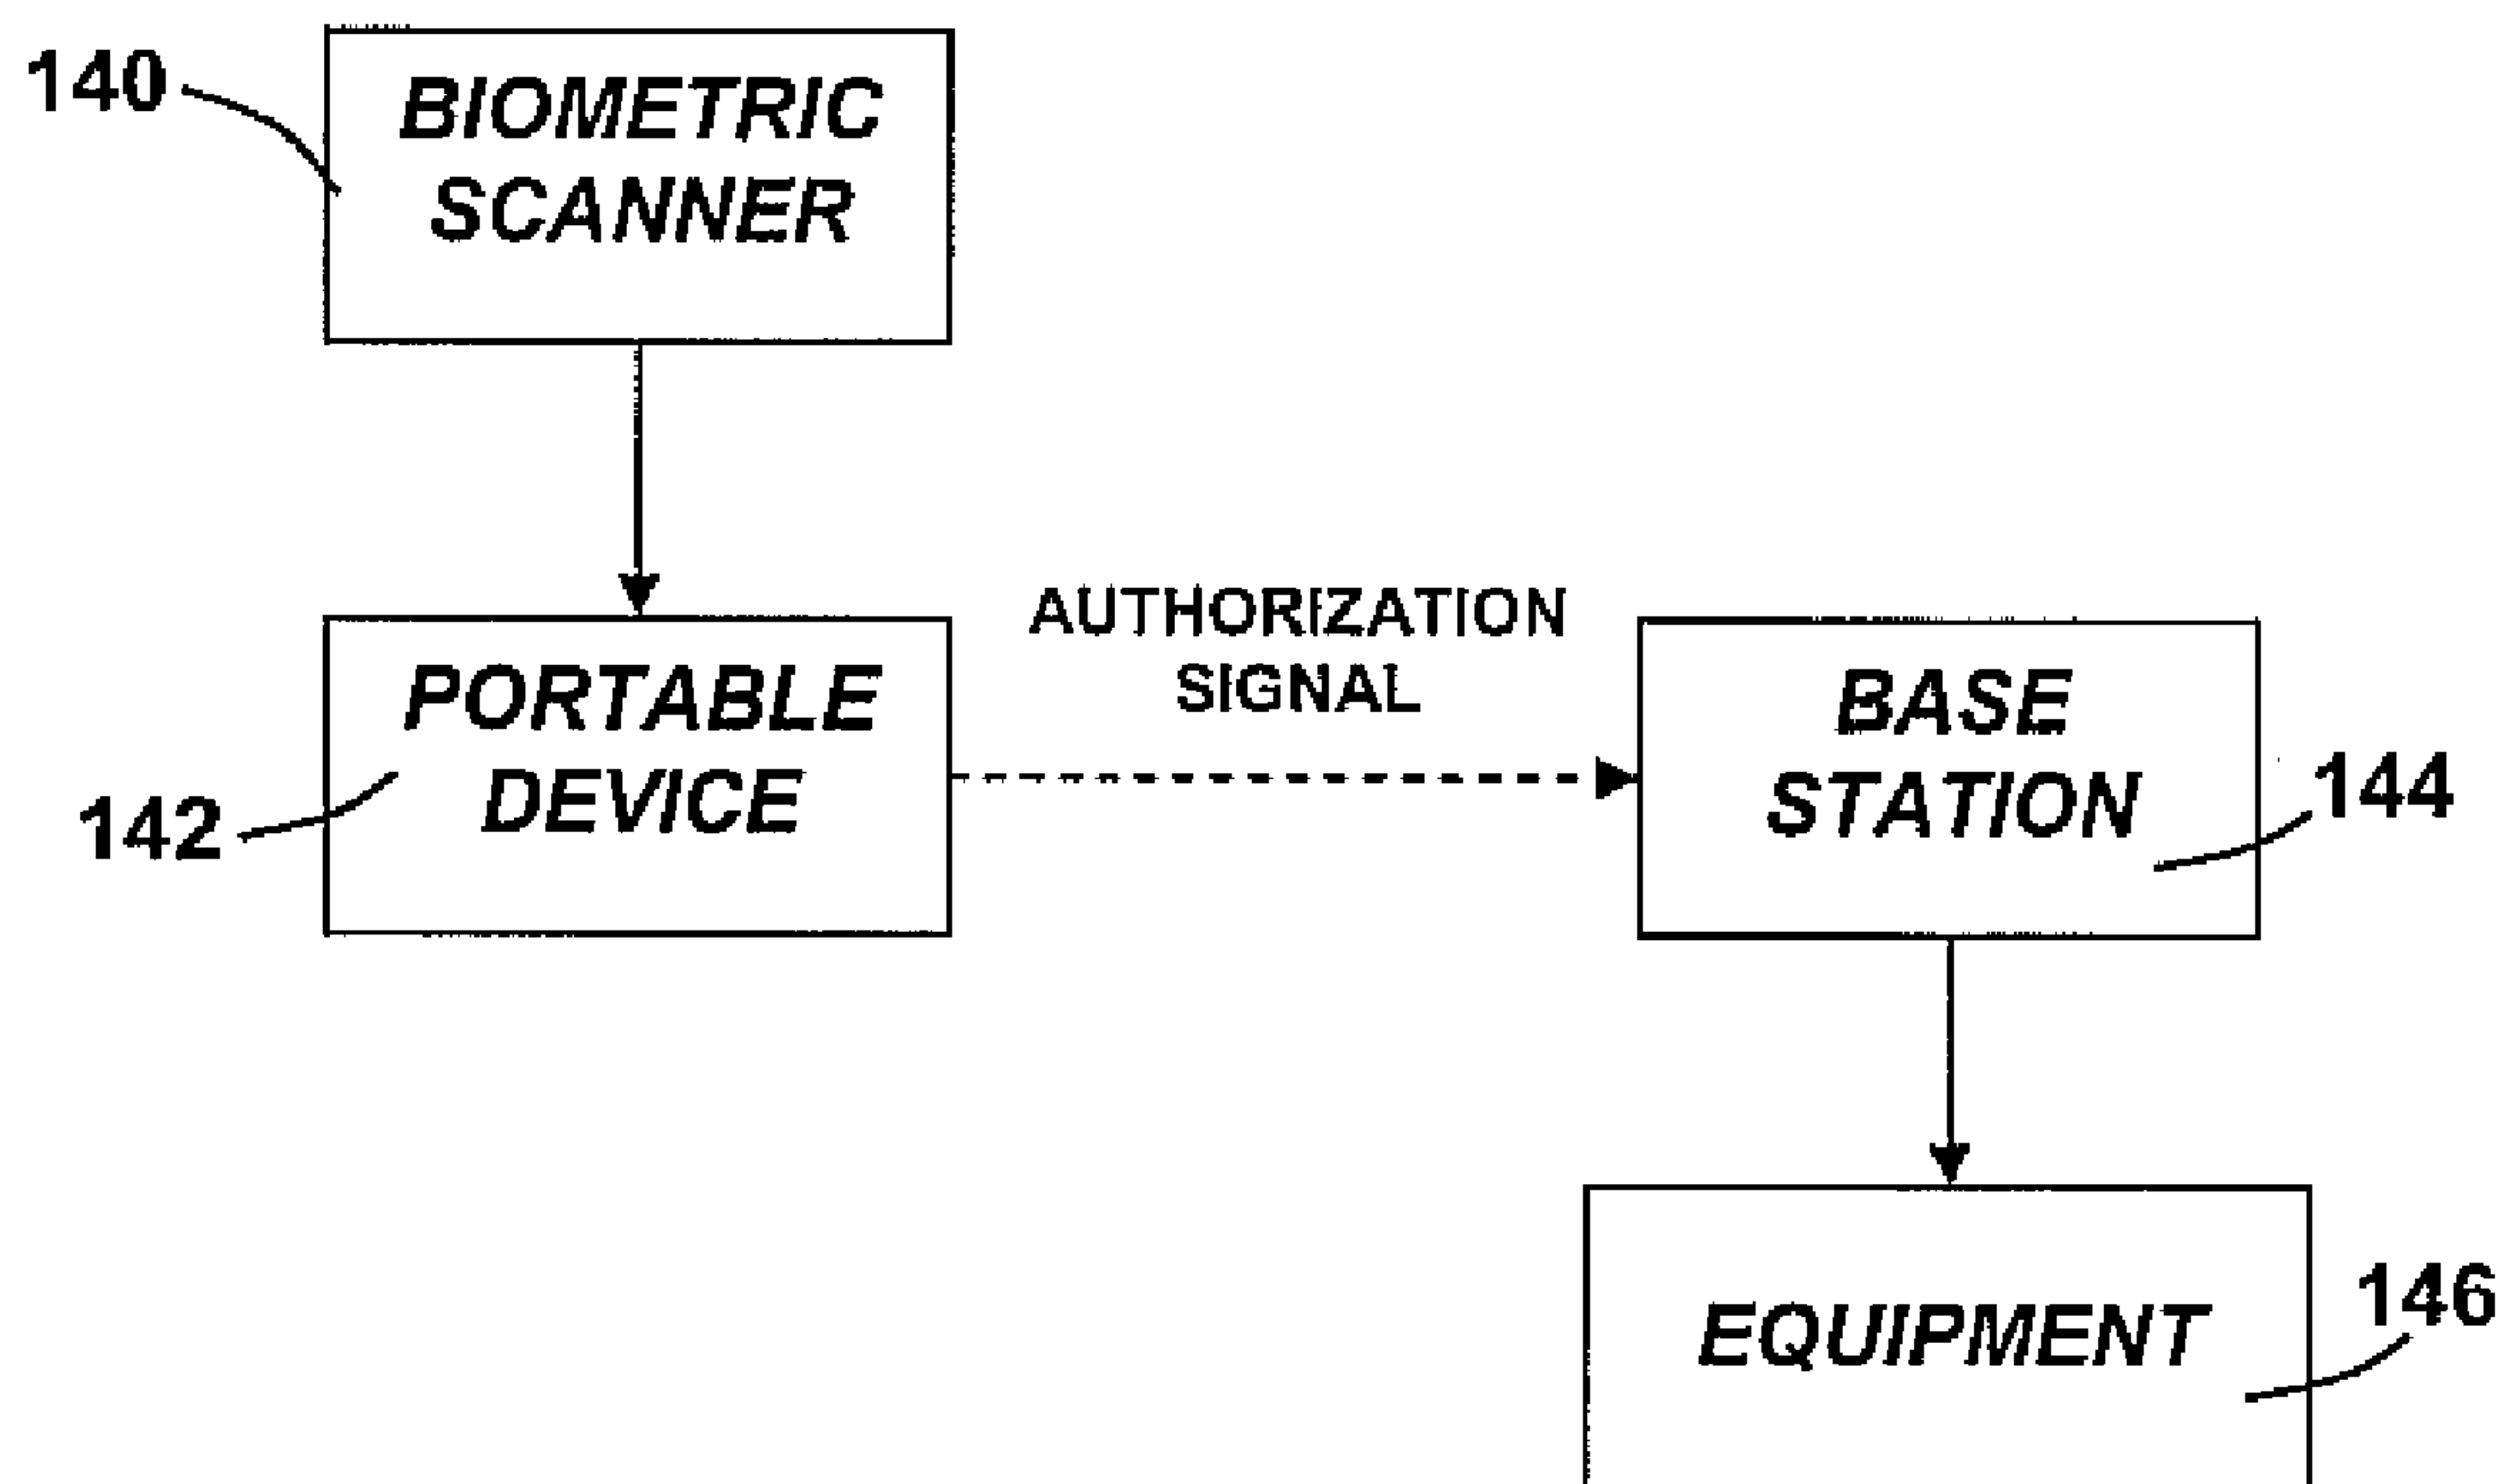 140
BIOMETRIC
SCANNER
AUTHORIZATION
SIGNAL
PORTABLE
DEVICE
142
BASE
STATION
144
EQUIPMENT
146